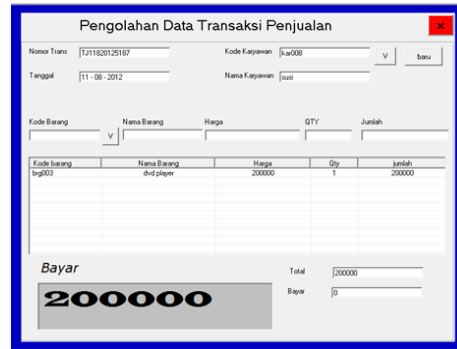 Pengolahan Data Transaksi Penjualan
x
Nomor Trans TJ11820125187 Kode Karyawan kar008 V baru
Tanggal 11 - 08 - 2012 Nama Karyawan susi
Kode Barang Nama Barang Harga QTY Jumlah
V
Kode barang Nama Barang Harga Qty jumlah
brg003 dvd player 200000 1 200000
Bayar
200000
Total 200000
Bayar 0